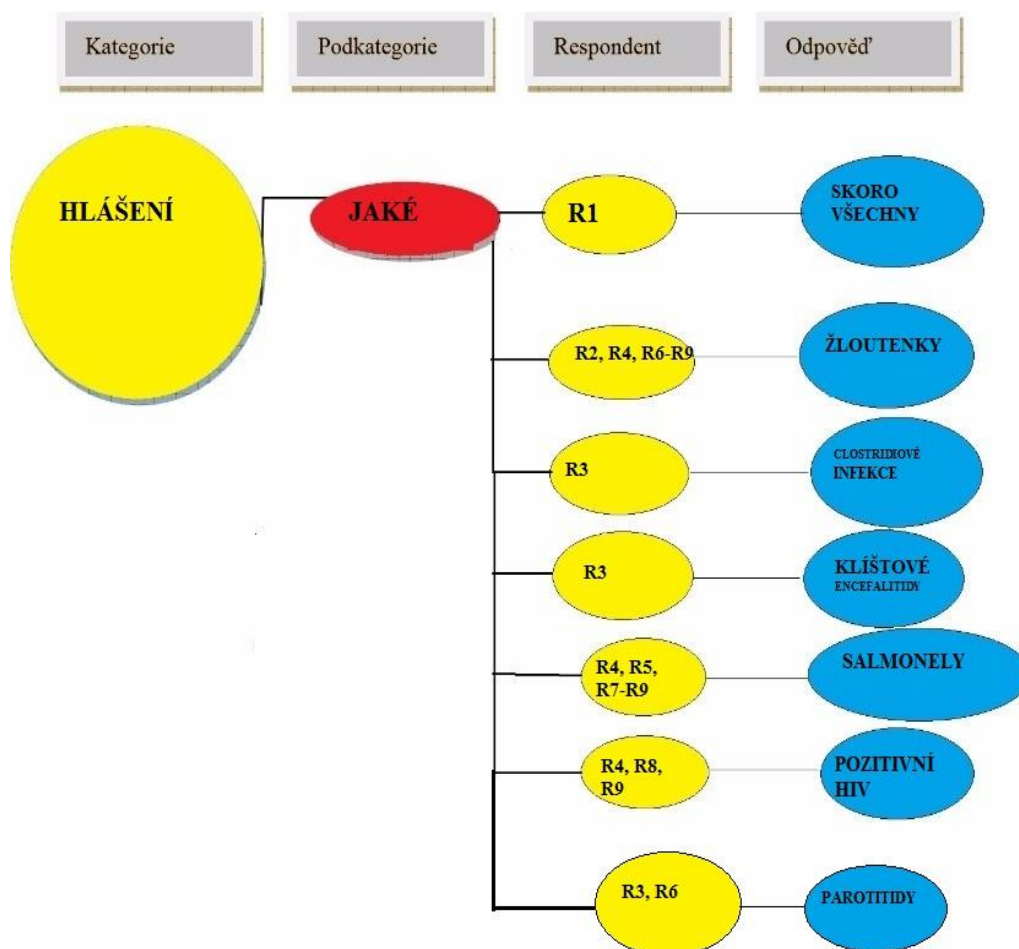 Kategorie
Podkategorie
Respondent
Odpověď
HLÁŠENÍ
JAKÉ
R1
SKORO
VŠECHNY
R2, R4, R6-R9
ŽLOUTENKY
R3
CLOSTRIDIOVÉ
INFEKCE
R3
KLÍŠTOVÉ
ENCEFALITIDY
R4, R5,
R7-R9
SALMONELY
R4, R8,
R9
POZITIVNÍ
HIV
R3, R6
PAROTITIDY